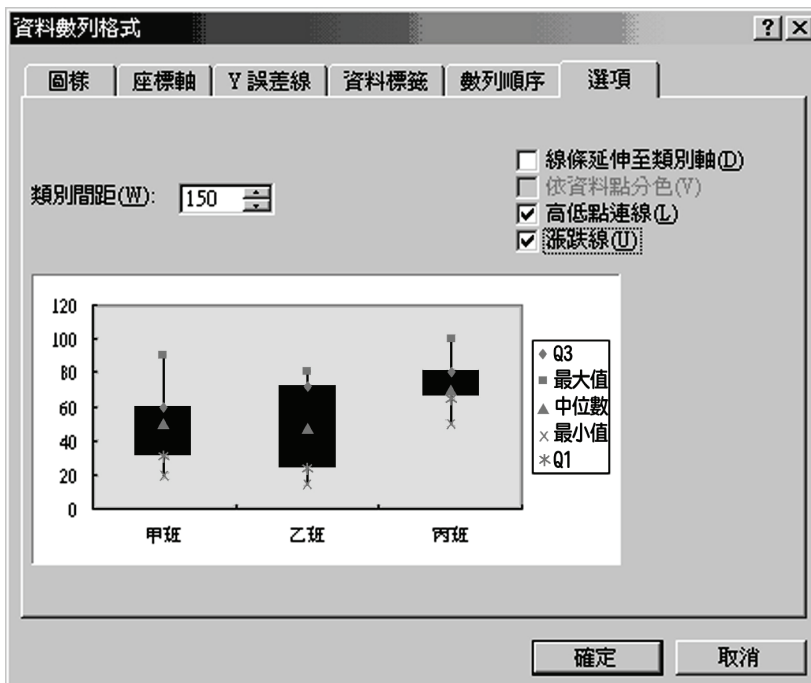 資料數列格式
圖樣 座標軸 Y 誤差線 資料標籤 數列順序 選項
類別間距(W): 150
線條延伸至類別軸(D)
依資料點分色(V)
高低點連線(L)
漲跌線(U)
120
100
80
60
40
20
0
甲班 乙班 丙班
Q3
最大值
中位數
最小值
Q1
確定 取消